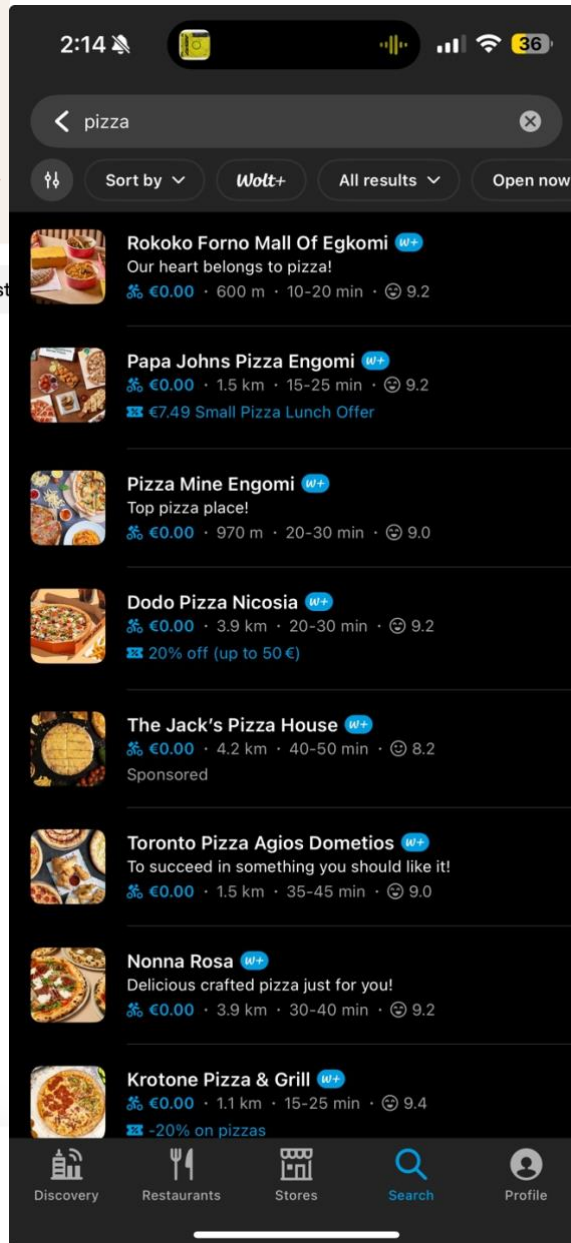 2:14
36
pizza
Sort by
Wolt+
All results
Open now
Rokoko Forno Mall Of Egkomi W+
Our heart belongs to pizza!
€0.00 · 600 m · 10-20 min · 9.2
st
Papa Johns Pizza Engomi W+
€0.00 · 1.5 km · 15-25 min · 9.2
€7.49 Small Pizza Lunch Offer
Pizza Mine Engomi W+
Top pizza place!
€0.00 · 970 m · 20-30 min · 9.0
Dodo Pizza Nicosia W+
€0.00 · 3.9 km · 20-30 min · 9.2
20% off (up to 50 €)
The Jack's Pizza House W+
€0.00 · 4.2 km · 40-50 min · 8.2
Sponsored
Toronto Pizza Agios Dometios W+
To succeed in something you should like it!
€0.00 · 1.5 km · 35-45 min · 9.0
Nonna Rosa W+
Delicious crafted pizza just for you!
€0.00 · 3.9 km · 30-40 min · 9.2
Krotone Pizza & Grill W+
€0.00 · 1.1 km · 15-25 min · 9.4
-20% on pizzas
Discovery
Restaurants
Stores
Search
Profile